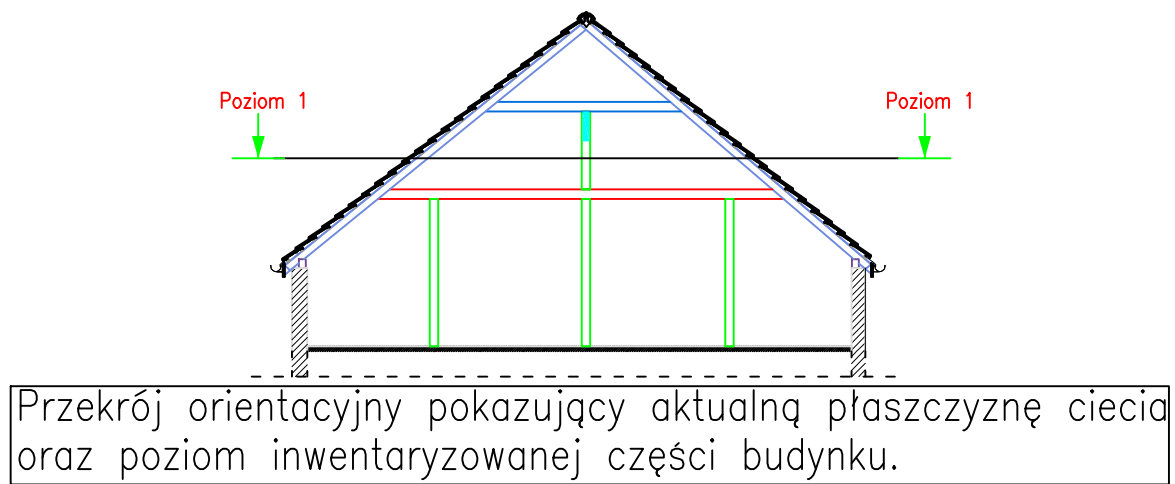 Poziom 1
Poziom 1
Przekrój orientacyjny pokazujący aktualną płaszczyznę ciecia
oraz poziom inwentaryzowanej części budynku.